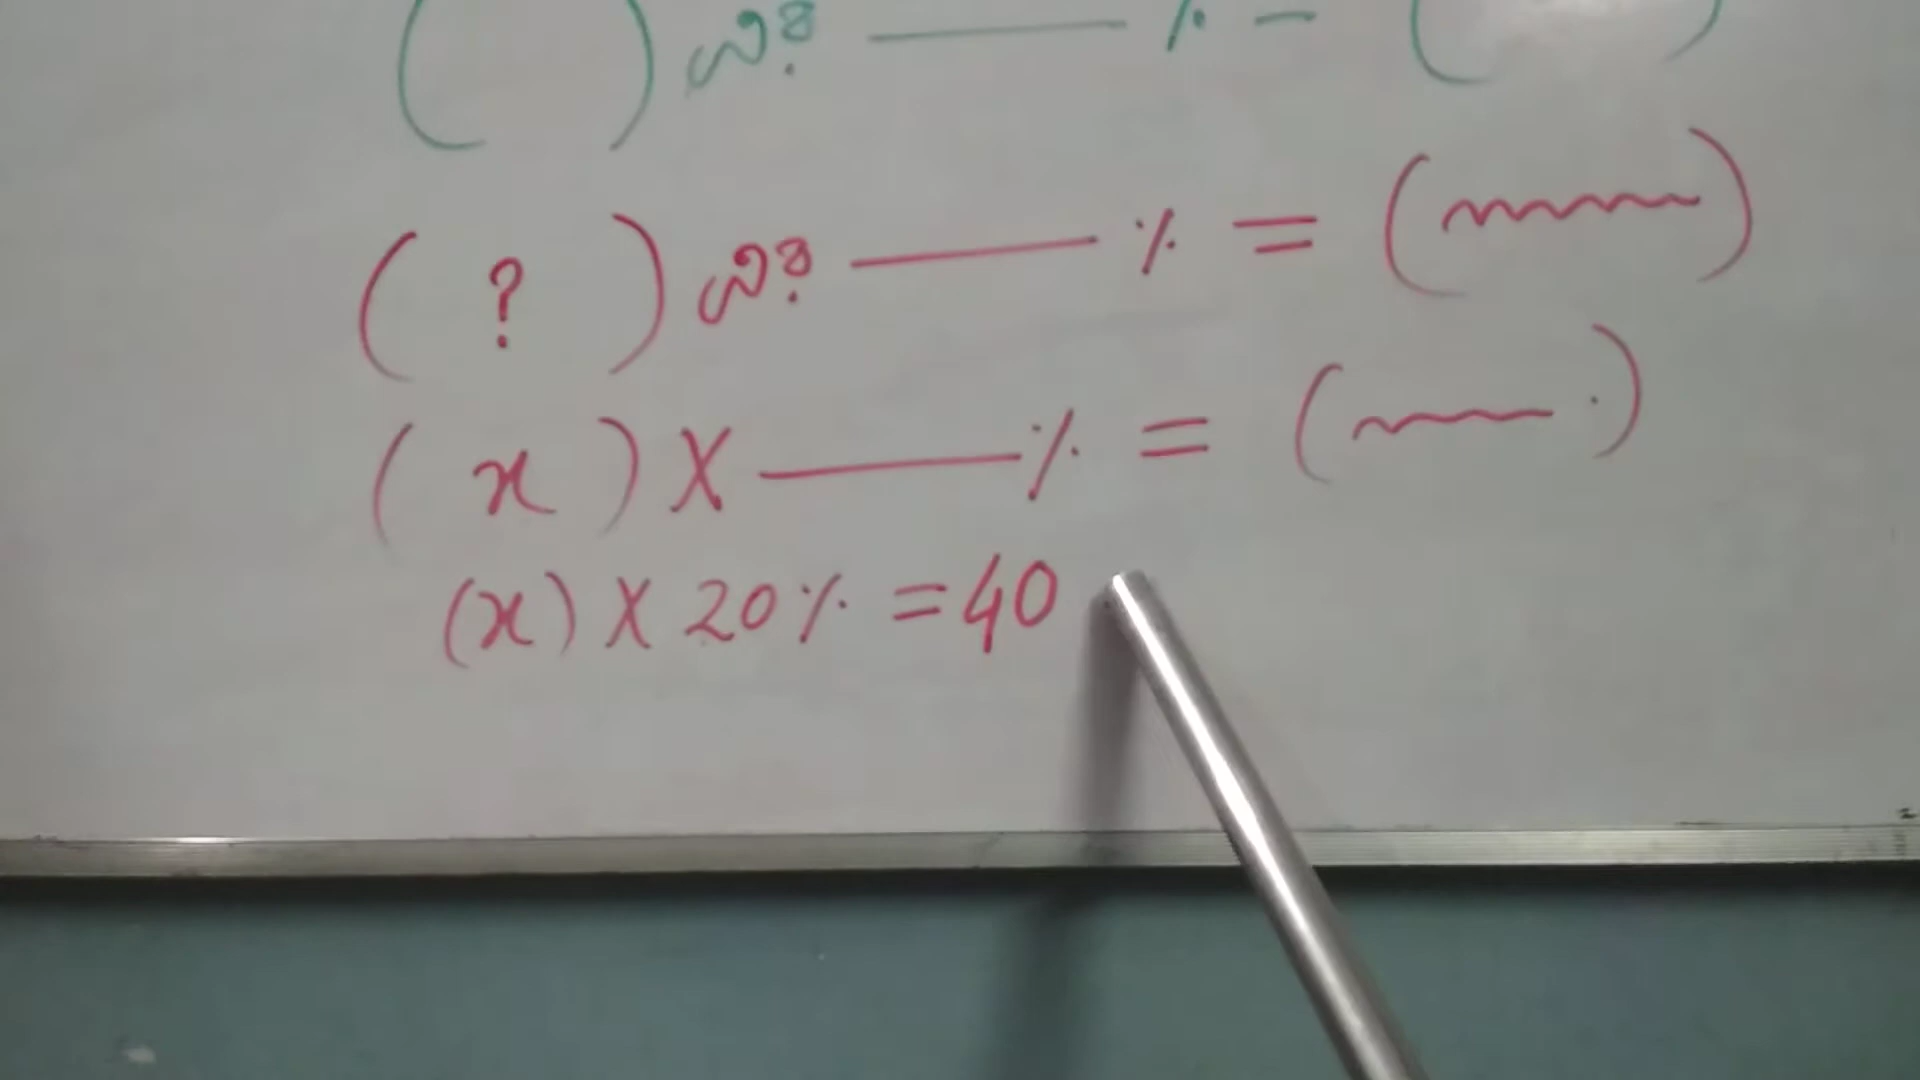 ( ) — % = ( )
( ? ) — % = ( )
( x ) X — % = ( )
(x) X 20 % = 40